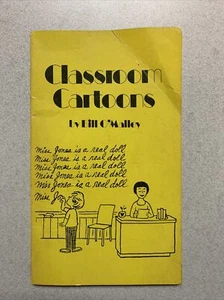 Classroom
Cartoons
by Bill O'Malley
Miss Jones is a real doll
Miss Jones is a real doll
Miss Jones is a real doll.
Miss Jones is a real doll.
Miss Jones is a real doll.
Miss Jo